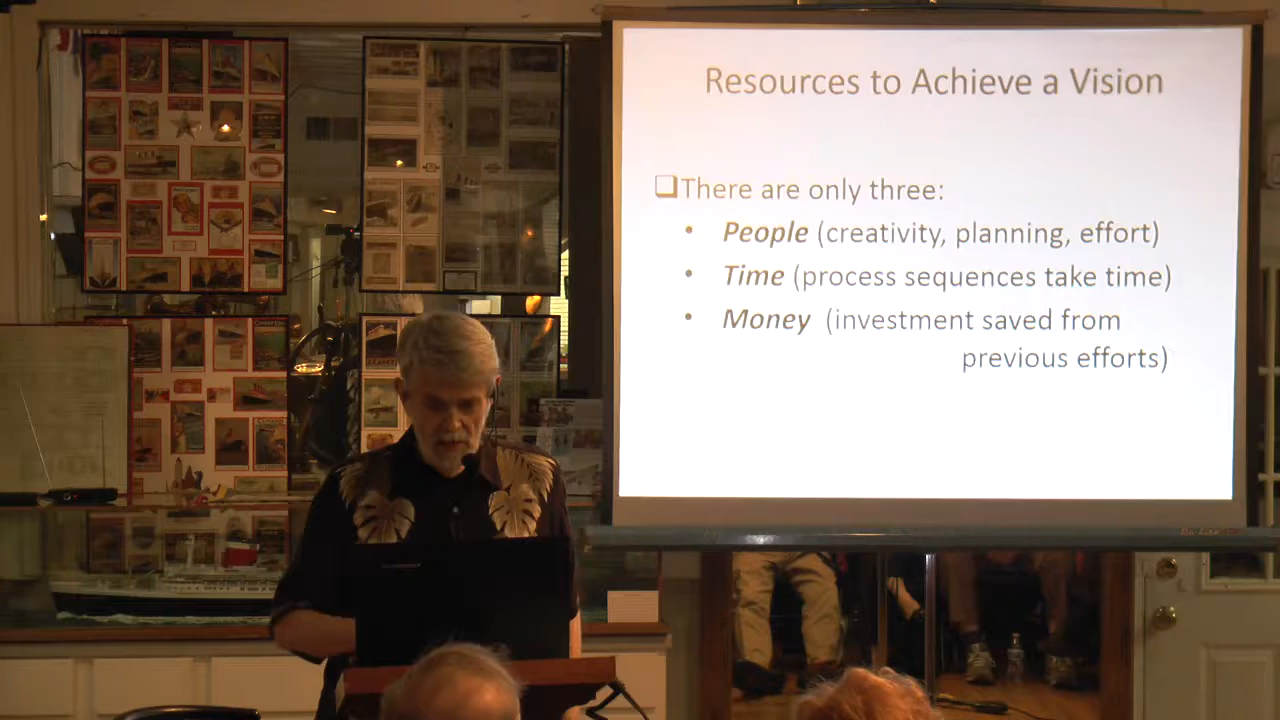 Resources to Achieve a Vision
❑There are only three:
• People (creativity, planning, effort)
• Time (process sequences take time)
• Money (investment saved from
previous efforts)